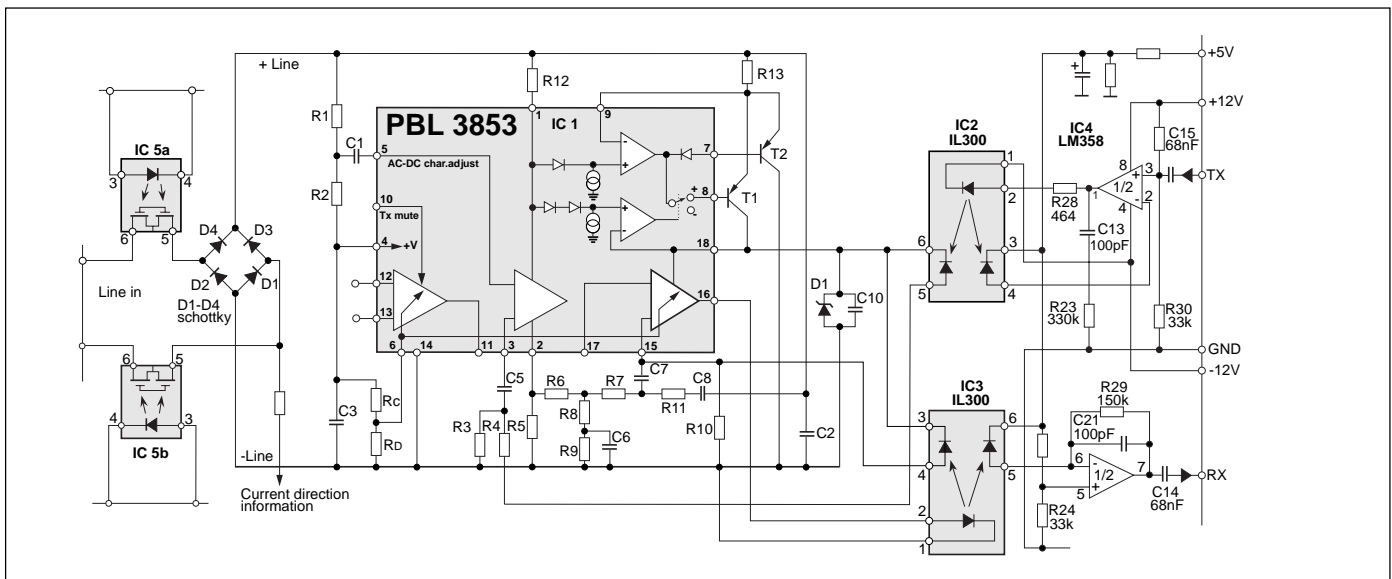 + Line
R12
R13
+5V
+12V
IC 5a
3
4
6
5
R1
C1
R2
PBL 3853
IC 1
1
9
5
AC-DC char.adjust
10
Tx mute
4
+V
12
13
-
+
+
-
+
-
7
8
18
16
T2
T1
6
14
11
3
2
17
15
D4
D3
D2
D1
D1-D4
schottky
Line in
IC2
IL300
1
2
3
4
6
5
IC4
LM358
C15
68nF
8
+
3
1/2
1
-
2
4
TX
R28
464
C13
100pF
R23
330k
R30
33k
GND
-12V
D1
C10
6
5
4
3
IC 5b
C3
RC
RD
-Line
Current direction
information
C5
R3
R4
R5
R6
R7
R8
R9
C6
C7
R11
C8
R10
C2
IC3
IL300
3
4
2
1
6
5
R29
150k
C21
100pF
6
-
7
1/2
5
+
R24
33k
C14
68nF
RX